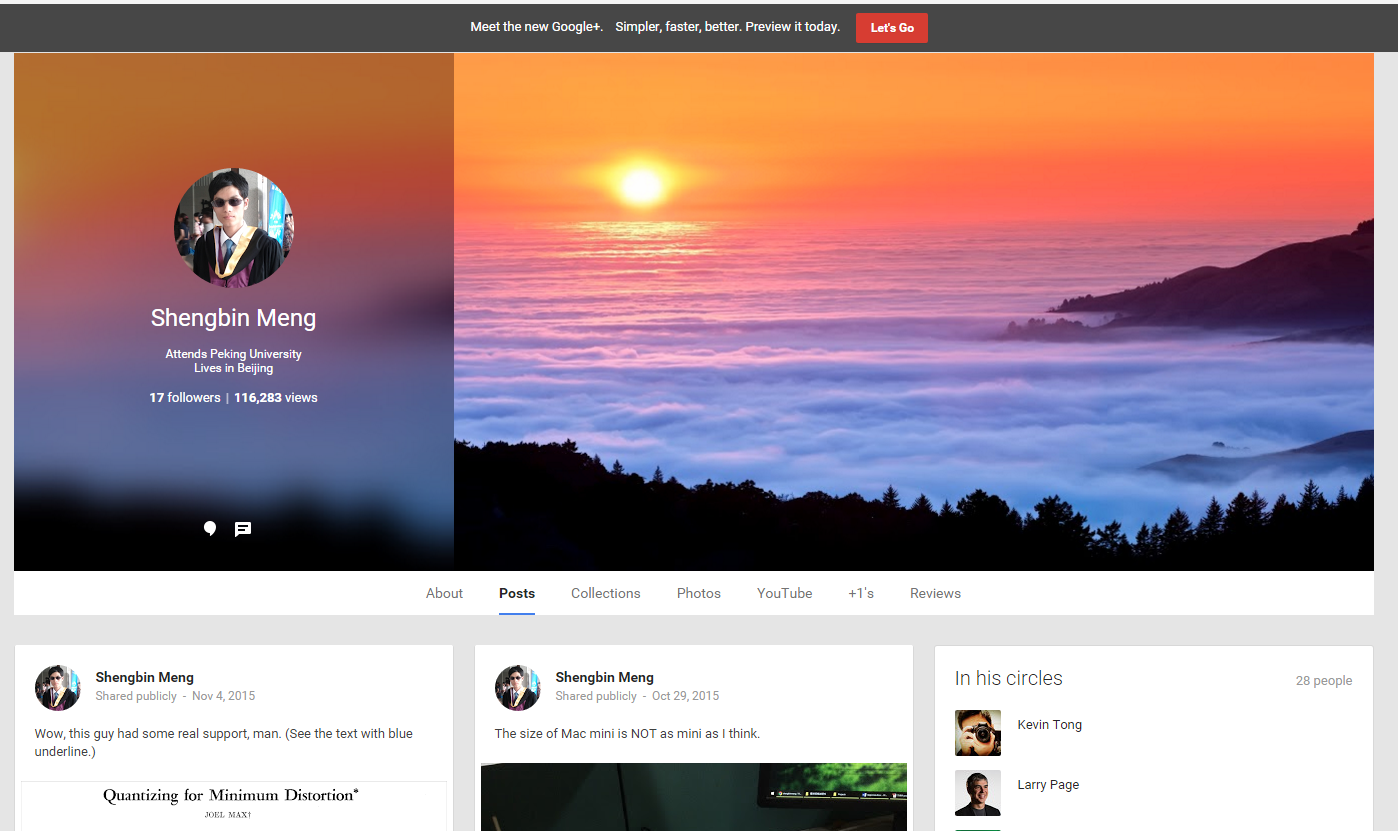 Meet the new Google+. Simpler, faster, better. Preview it today. Let's Go
Shengbin Meng
Attends Peking University
Lives in Beijing
17 followers | 116,283 views
About Posts Collections Photos YouTube +1's Reviews
Shengbin Meng
Shared publicly - Nov 4, 2015
Wow, this guy had some real support, man. (See the text with blue
underline.)
Quantizing for Minimum Distortion*
JOEL MAX†
Shengbin Meng
Shared publicly - Oct 29, 2015
The size of Mac mini is NOT as mini as I think.
In his circles 28 people
Kevin Tong
Larry Page